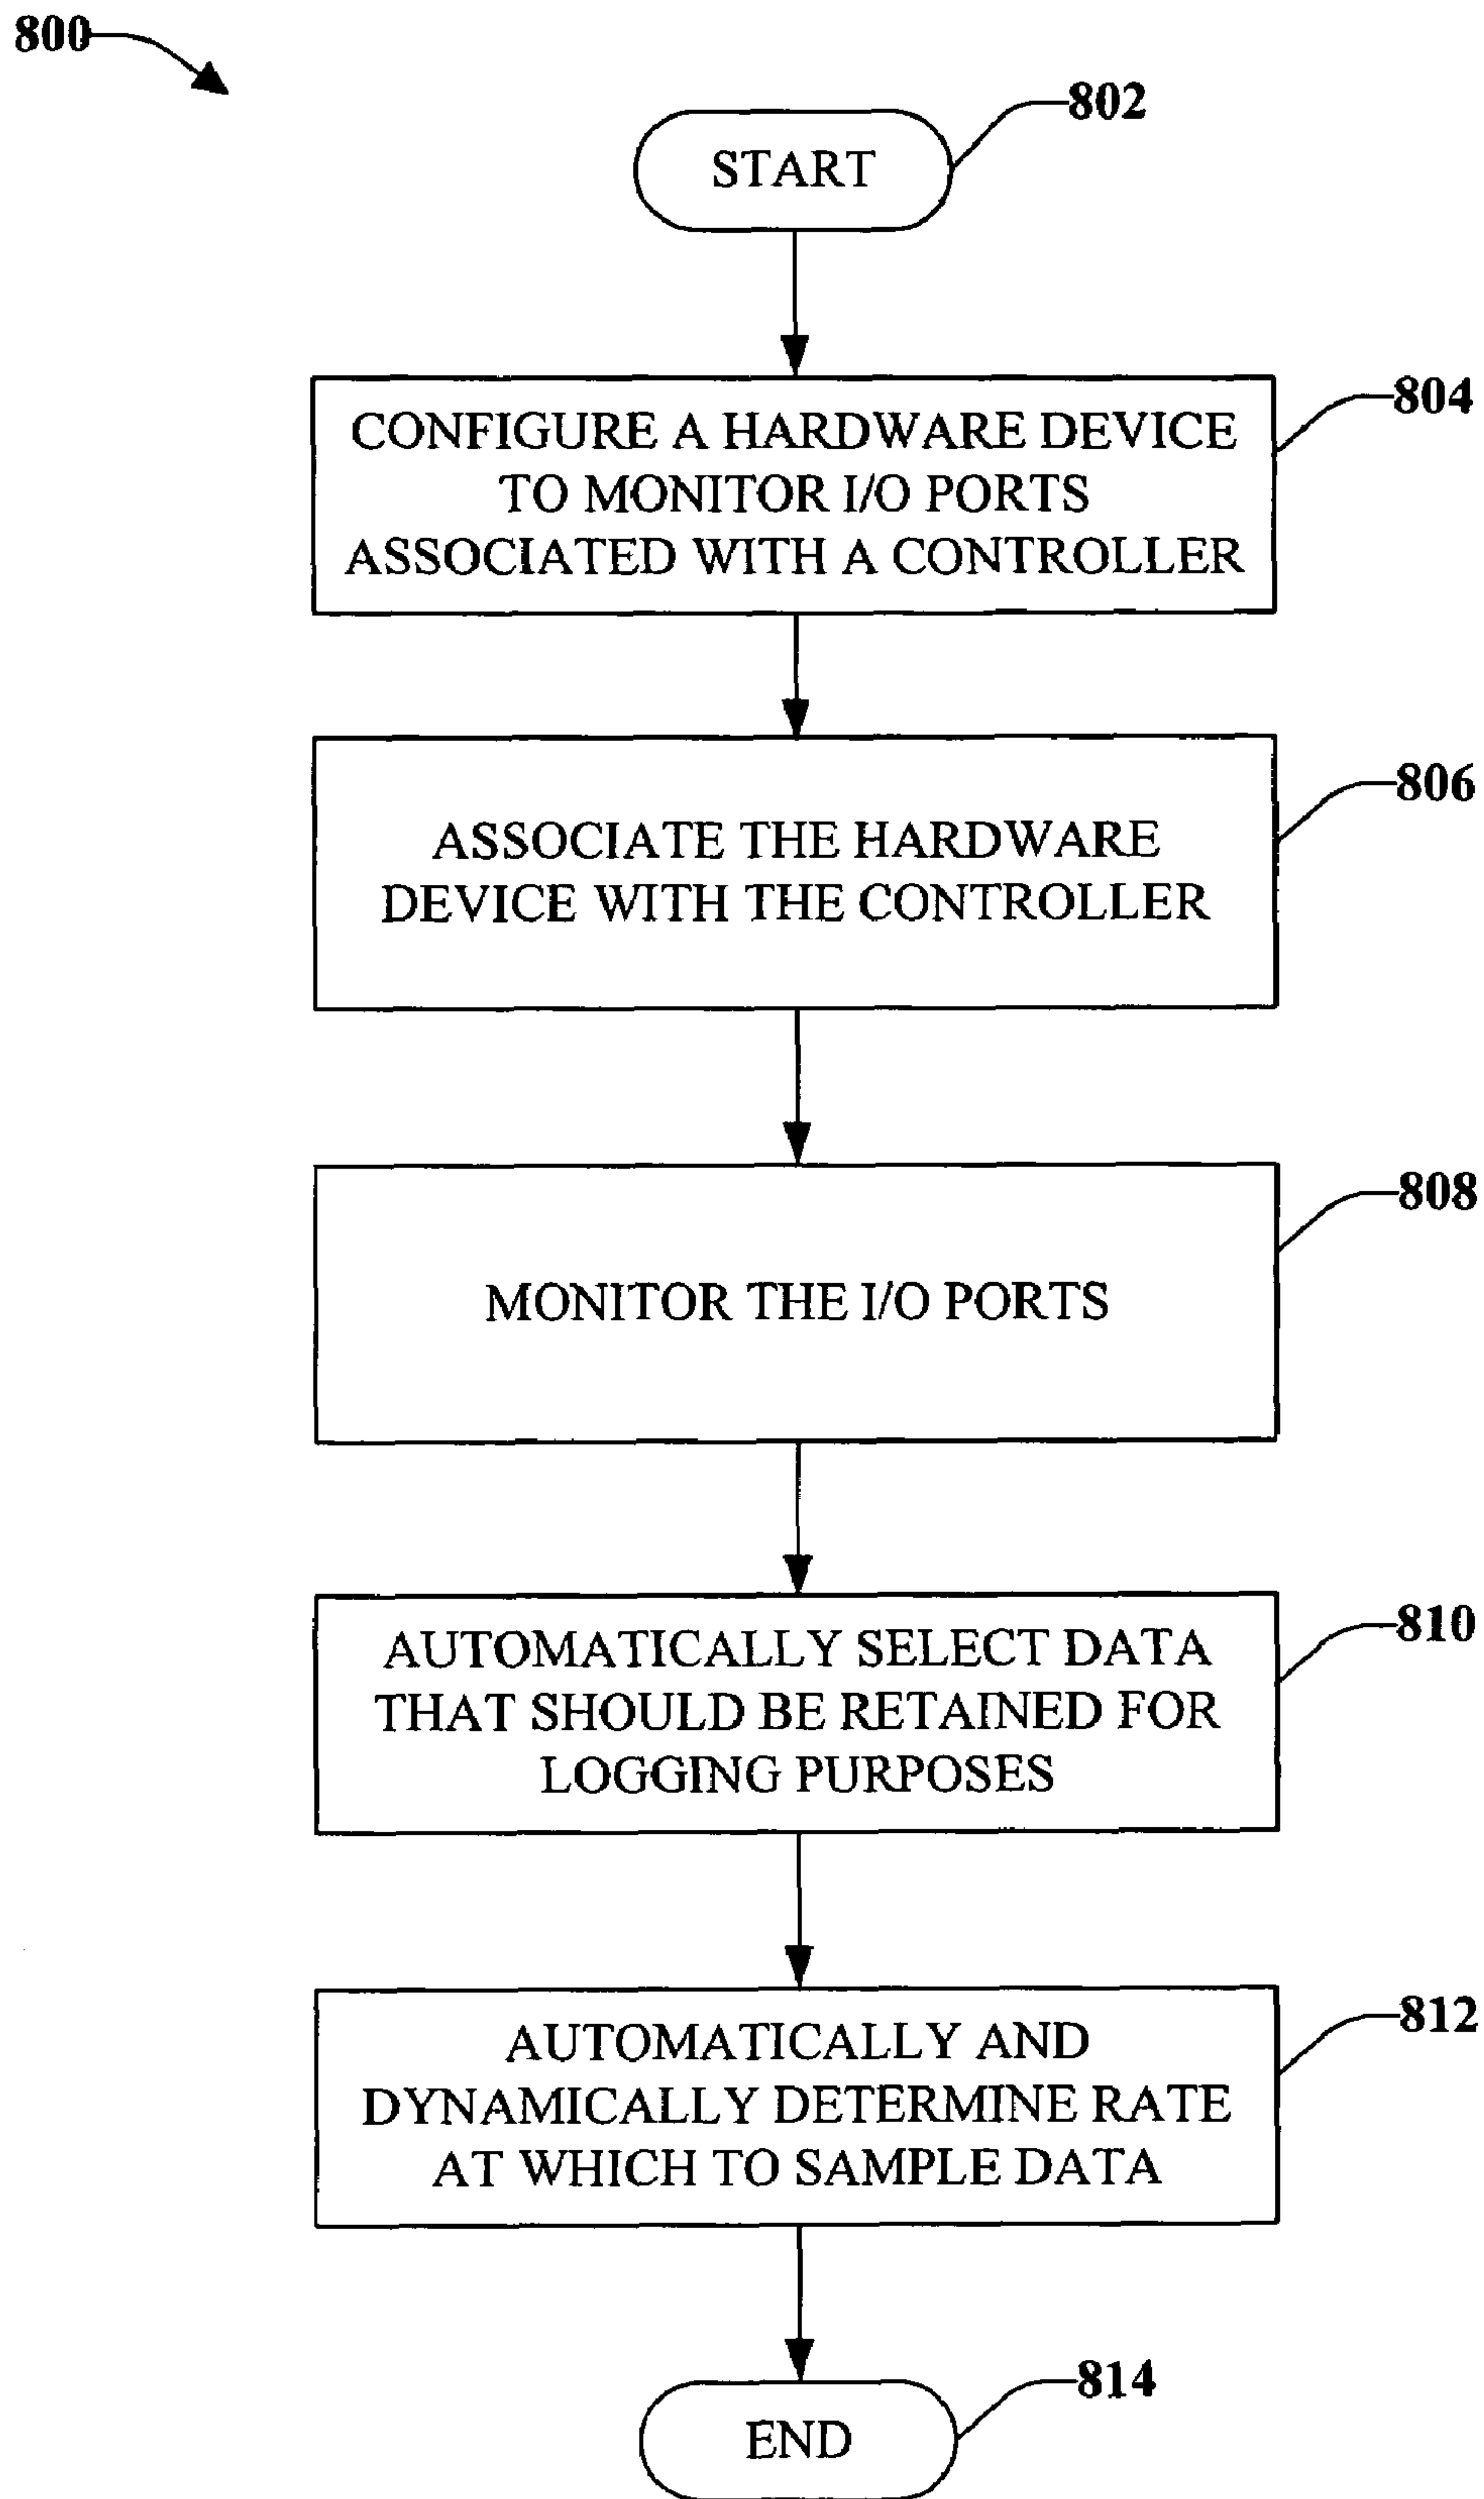 800
802
START
804
CONFIGURE A HARDWARE DEVICE
TO MONITOR I/O PORTS
ASSOCIATED WITH A CONTROLLER
806
ASSOCIATE THE HARDWARE
DEVICE WITH THE CONTROLLER
808
MONITOR THE I/O PORTS
810
AUTOMATICALLY SELECT DATA
THAT SHOULD BE RETAINED FOR
LOGGING PURPOSES
812
AUTOMATICALLY AND
DYNAMICALLY DETERMINE RATE
AT WHICH TO SAMPLE DATA
814
END